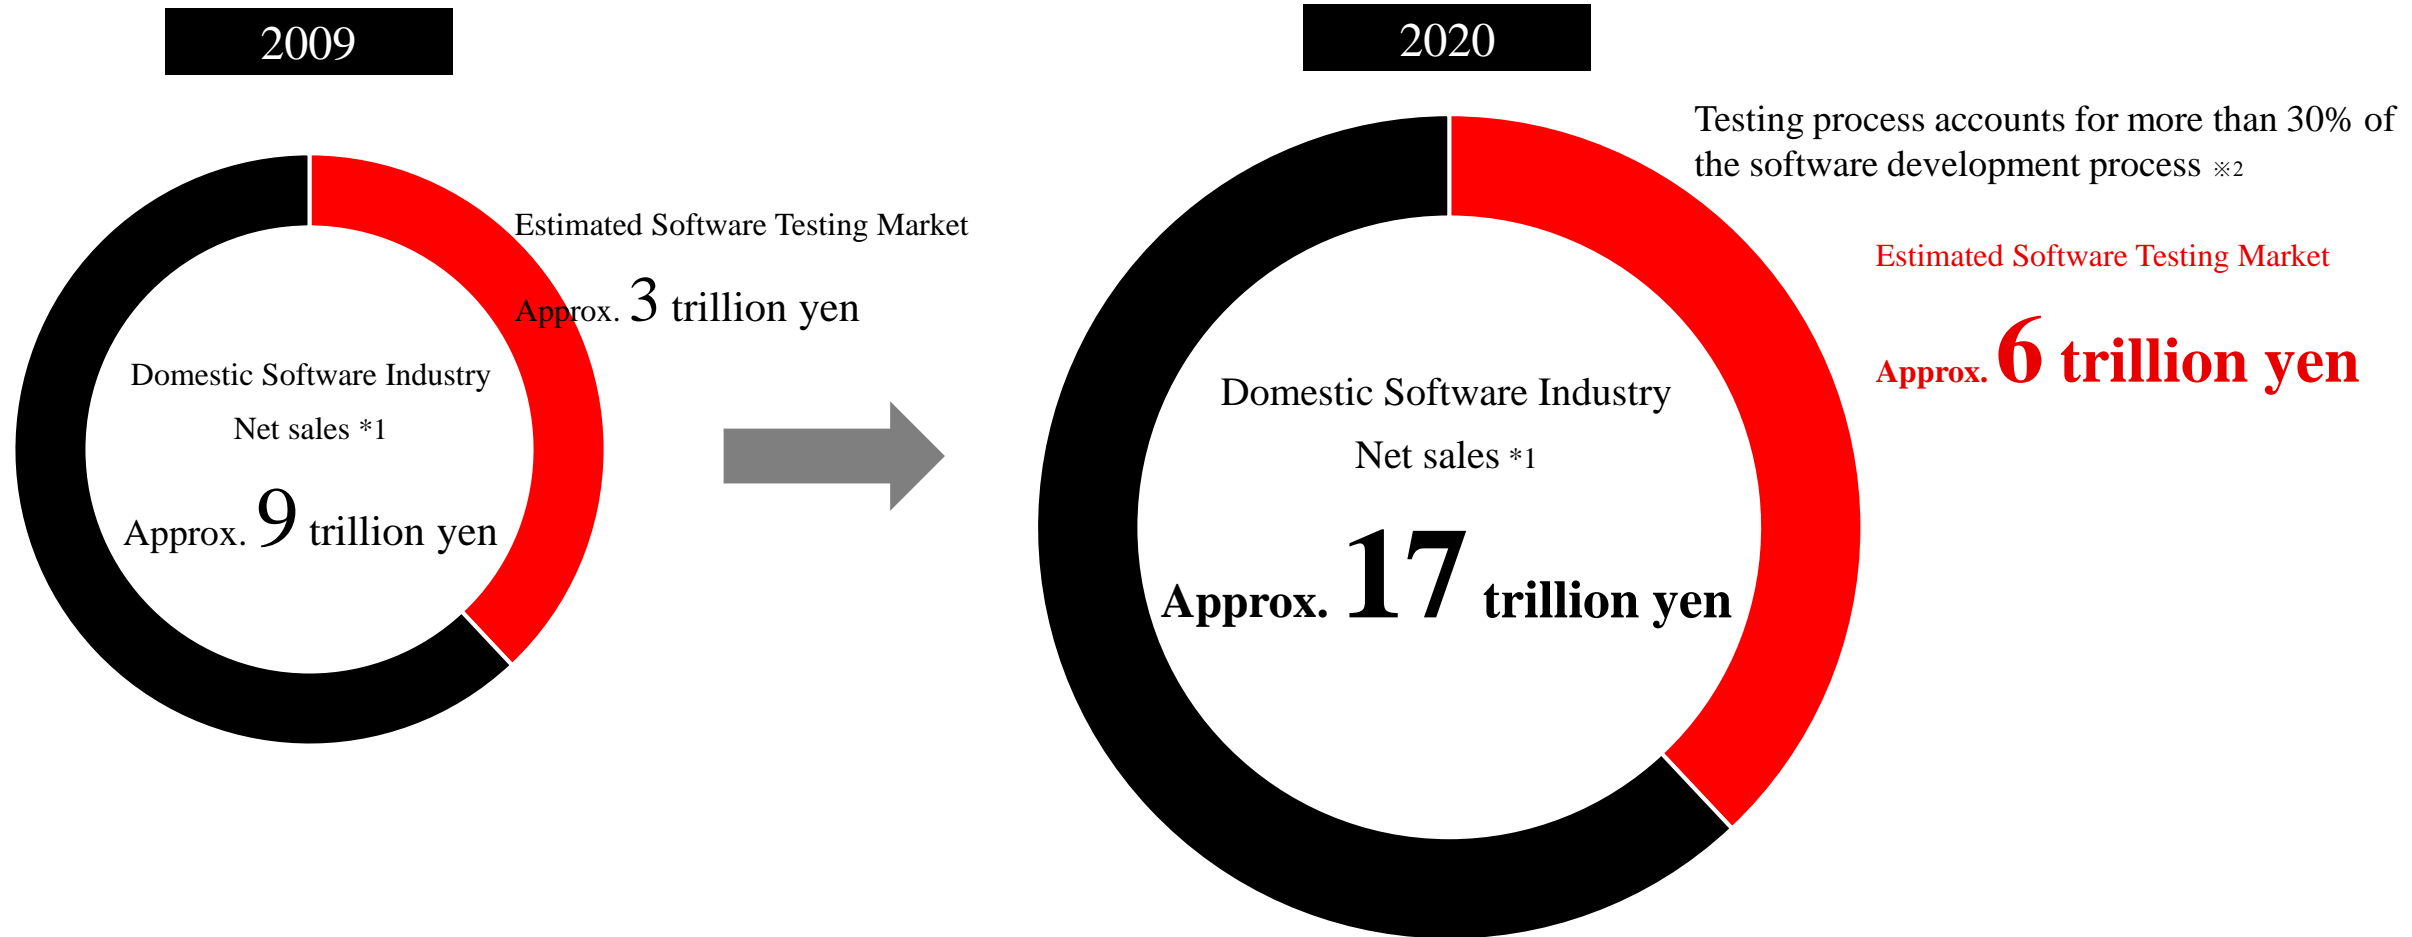 2009
Estimated Software Testing Market
Approx. 3 trillion yen
Domestic Software Industry
Net sales *1
Approx. 9 trillion yen
2020
Testing process accounts for more than 30% of
the software development process ※2
Estimated Software Testing Market
Approx. 6 trillion yen
Domestic Software Industry
Net sales *1
Approx. 17 trillion yen